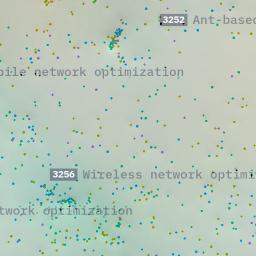 3252 Ant-based
bile network optimization
3256 Wireless network optimi
twork optimization